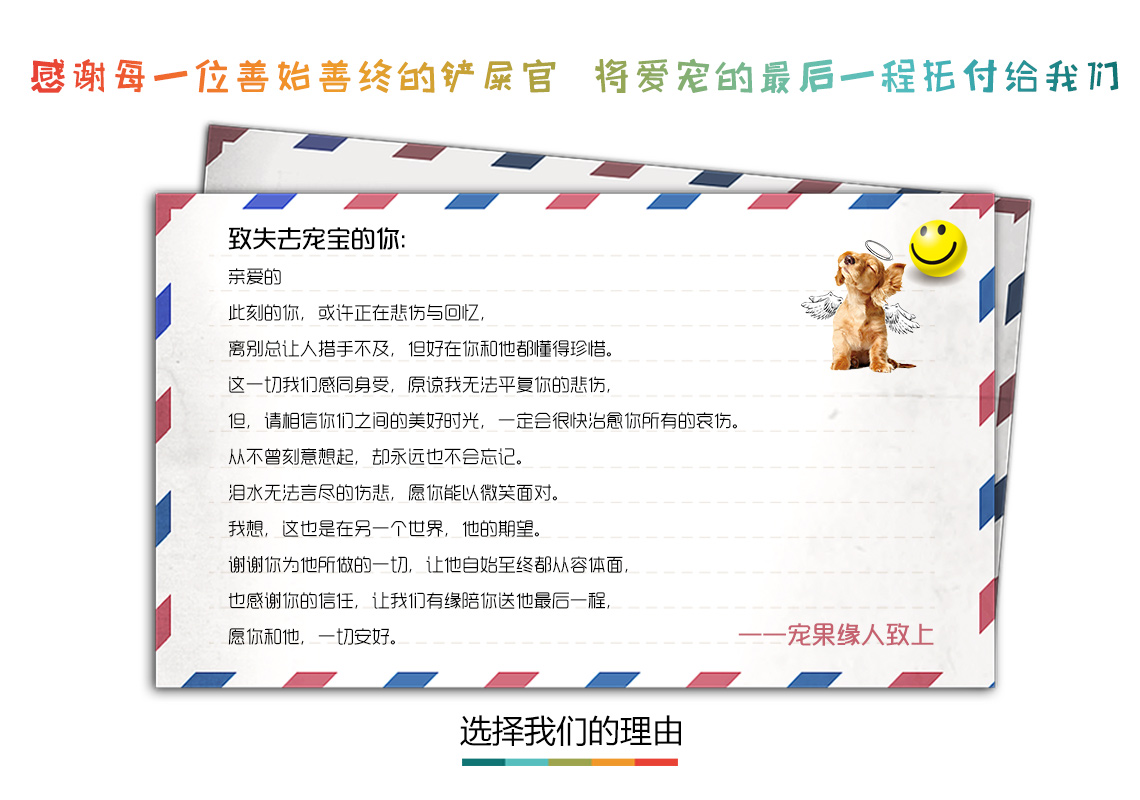 感谢每一位善始善终的铲屎官 将爱宠的最后一程托付给我们
致失去宠宝的你:
亲爱的
此刻的你，或许正在悲伤与回忆，
离别总让人措手不及，但好在你和他都懂得珍惜。
这一切我们感同身受，原谅我无法平复你的悲伤，
但，请相信你们之间的美好时光，一定会很快治愈你所有的哀伤。
从不曾刻意想起，却永远也不会忘记。
泪水无法言尽的伤悲，愿你能以微笑面对。
我想，这也是在另一个世界，他的期望。
谢谢你为他所做的一切，让他自始至终都从容体面，
也感谢你的信任，让我们有缘陪你送他最后一程，
愿你和他，一切安好。
——宠果缘人致上
选择我们的理由